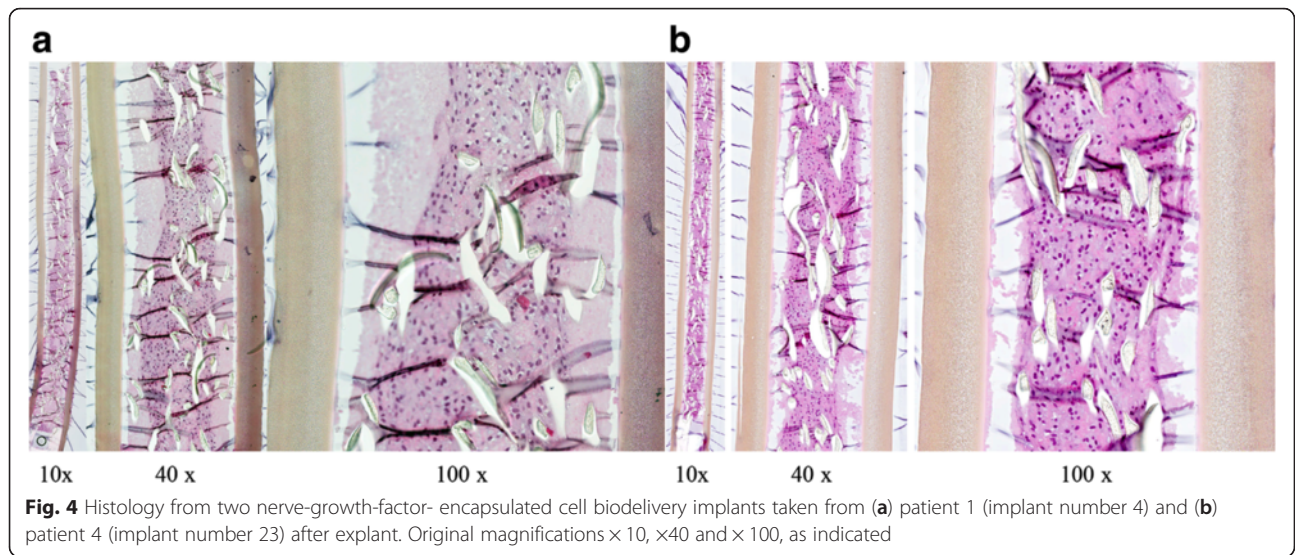 a
b
10x 40 x 100 x 10x 40 x 100 x
Fig. 4 Histology from two nerve-growth-factor- encapsulated cell biodelivery implants taken from (a) patient 1 (implant number 4) and (b)
patient 4 (implant number 23) after explant. Original magnifications × 10, ×40 and × 100, as indicated